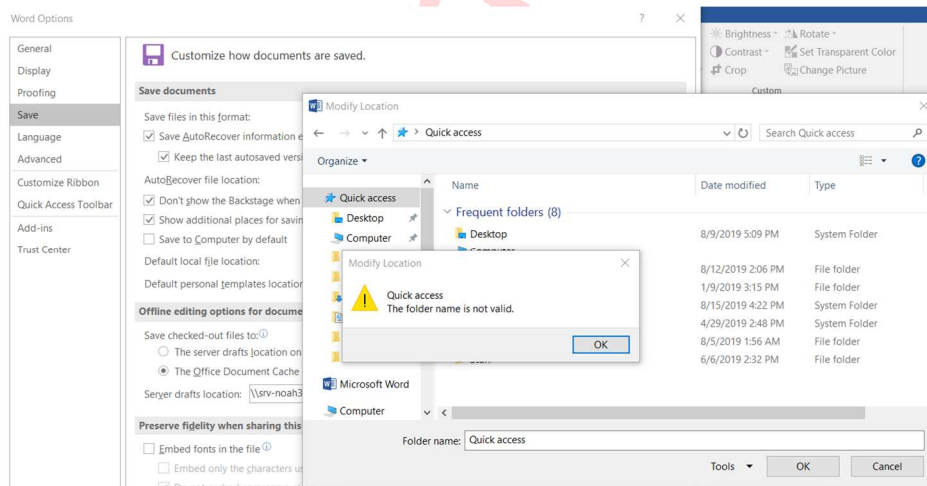 Word Options
?
General
Display
Proofing
Save
Language
Advanced
Customize Ribbon
Quick Access Toolbar
Add-ins
Trust Center
Customize how documents are saved.
Save documents
Save files in this format:
Save AutoRecover information e
Keep the last autosaved versi
AutoRecover file location:
Don't show the Backstage when
Show additional places for savin
Save to Computer by default
Default local file location:
Default personal templates location
Offline editing options for docume
Save checked-out files to:
The server drafts location on
The Office Document Cache
Server drafts location: \\srv-noah3
Preserve fidelity when sharing this
Embed fonts in the file
Embed only the characters us
Brightness
Rotate
Contrast
Set Transparent Color
Crop
Change Picture
Custom
Modify Location
Quick access
Search Quick access
Organize
?
Quick access
Desktop
Computer
Microsoft Word
Computer
Name
Date modified
Type
Frequent folders (8)
Desktop
8/9/2019 5:09 PM
System Folder
Computer
8/12/2019 2:06 PM
File folder
1/9/2019 3:15 PM
File folder
8/15/2019 4:22 PM
System Folder
4/29/2019 2:48 PM
System Folder
8/5/2019 1:56 AM
File folder
6/6/2019 2:32 PM
File folder
Modify Location
Quick access
The folder name is not valid.
OK
Folder name: Quick access
Tools
OK
Cancel